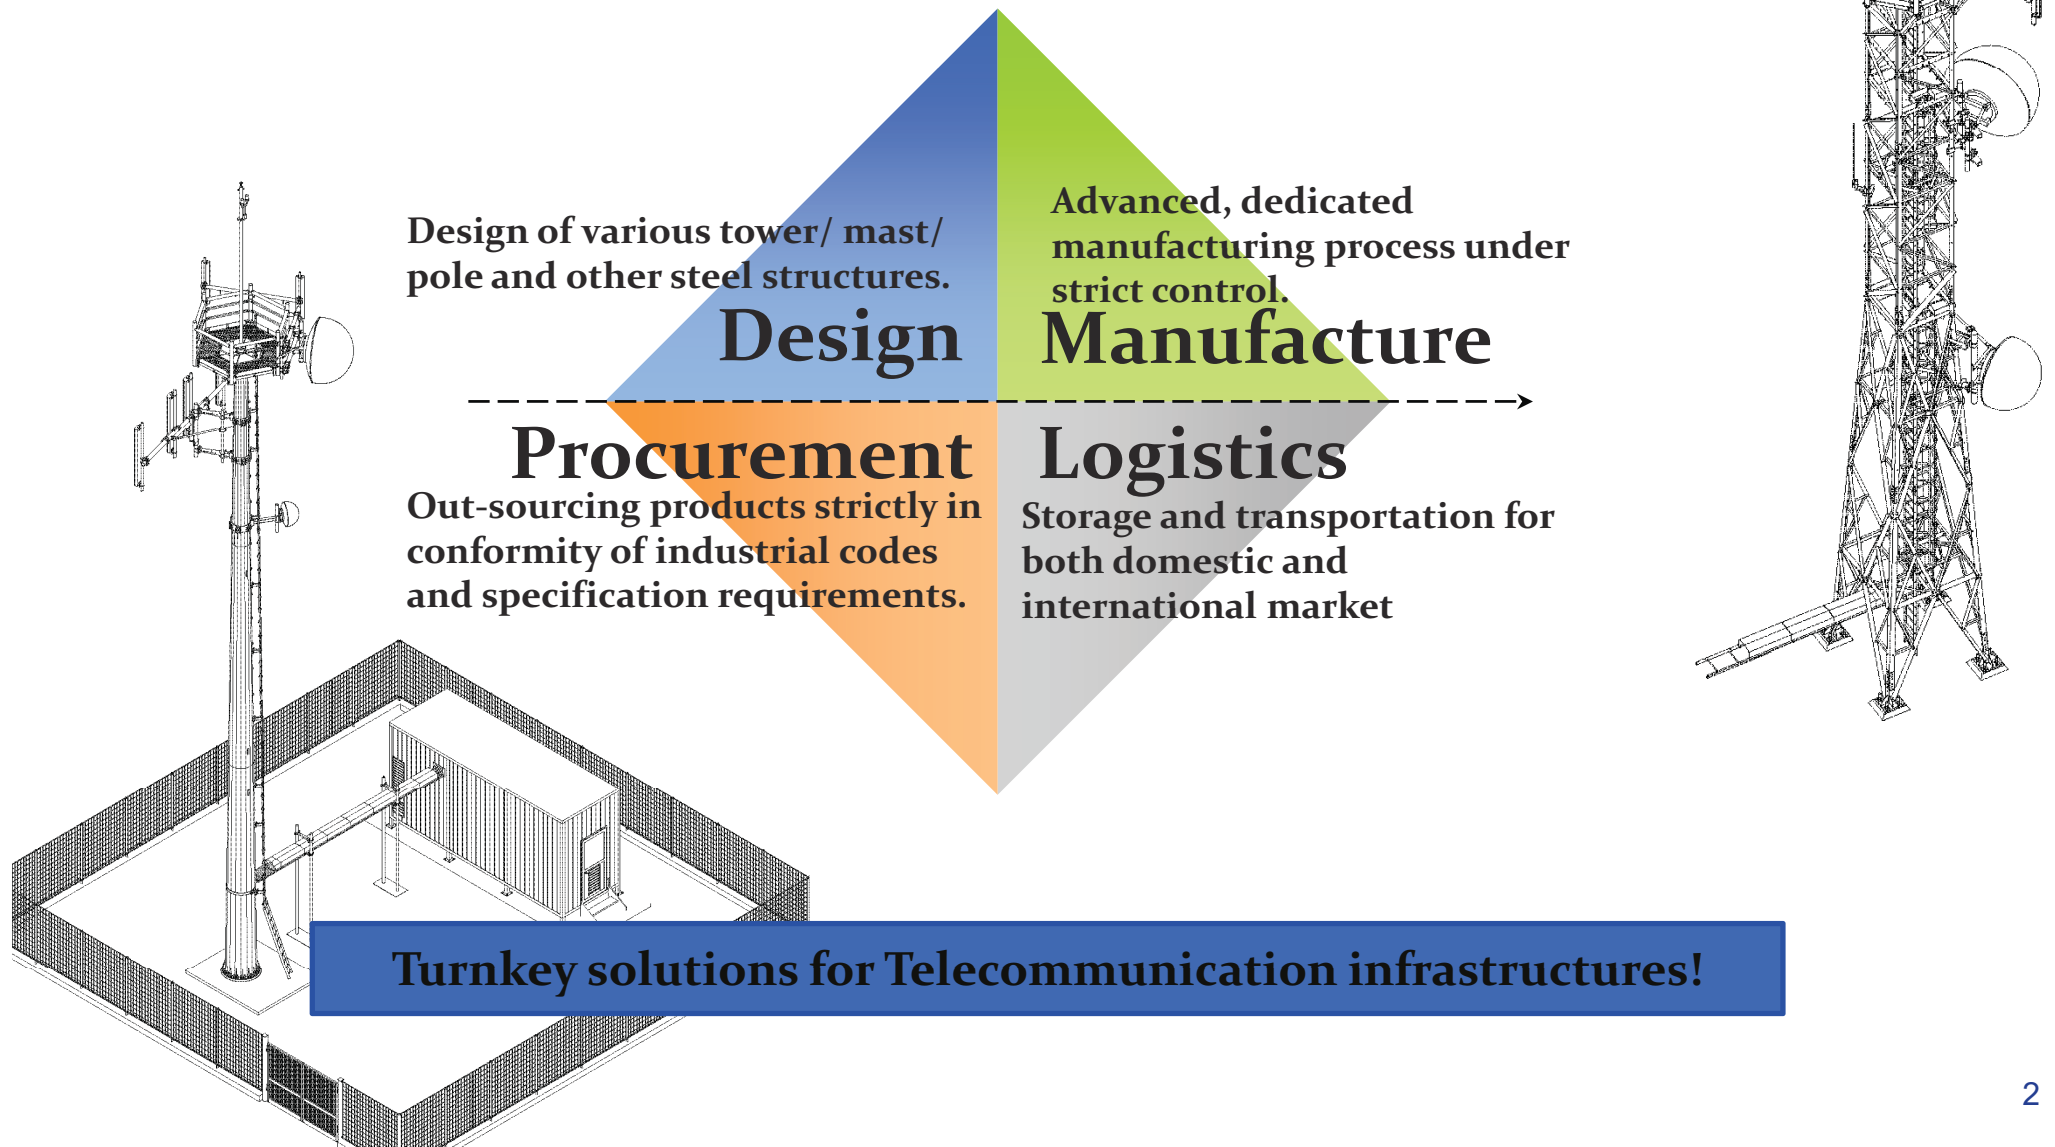 Design of various tower/ mast/
pole and other steel structures.
Design
Advanced, dedicated
manufacturing process under
strict control.
Manufacture
Procurement
Out-sourcing products strictly in
conformity of industrial codes
and specification requirements.
Logistics
Storage and transportation for
both domestic and
international market
Turnkey solutions for Telecommunication infrastructures!
2